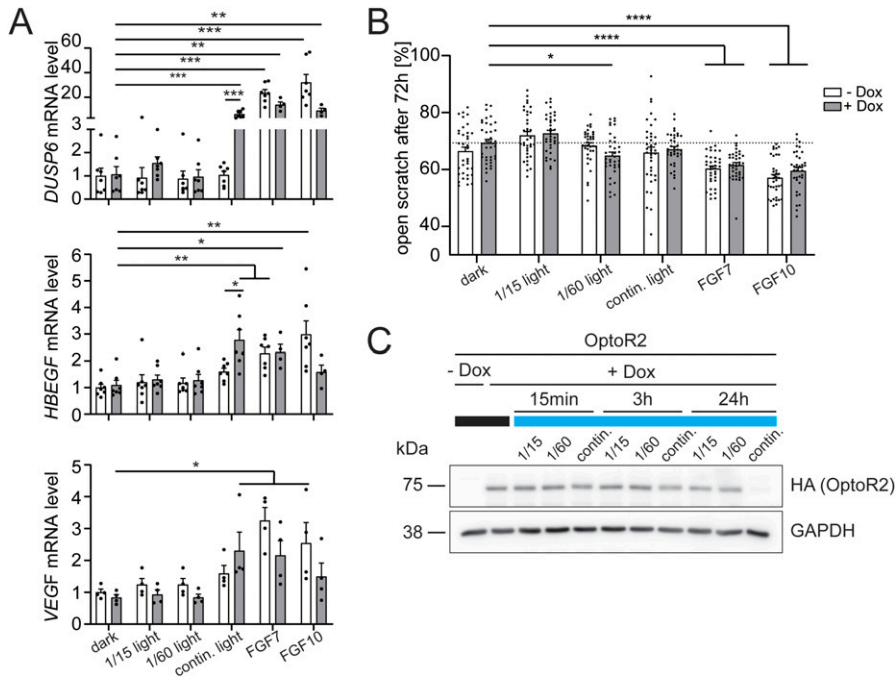 A
DUSP6 mRNA level
60
40
20
3
3
2
1
0
**
***
**
***
***
***
HBEGF mRNA level
6
5
4
3
2
1
0
**
*
**
*
VEGF mRNA level
5
4
3
2
1
0
*
dark
1/15 light
1/60 light
contin. light
FGF7
FGF10
B
open scratch after 72h [%]
100
80
60
40
0
****
****
*
- Dox
+ Dox
dark
1/15 light
1/60 light
contin. light
FGF7
FGF10
C
OptoR2
- Dox
+ Dox
15min
3h
24h
kDa
1/15
1/60
contin.
1/15
1/60
contin.
1/15
1/60
contin.
75
HA (OptoR2)
38
GAPDH